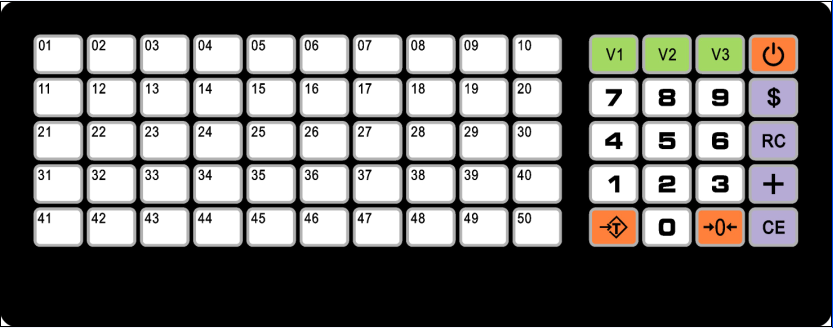 01 02 03 04 05 06 07 08 09 10 V1 V2 V3
11 12 13 14 15 16 17 18 19 20 7 8 9 $
21 22 23 24 25 26 27 28 29 30 4 5 6 RC
31 32 33 34 35 36 37 38 39 40 1 2 3 +
41 42 43 44 45 46 47 48 49 50 →T 0 →0← CE